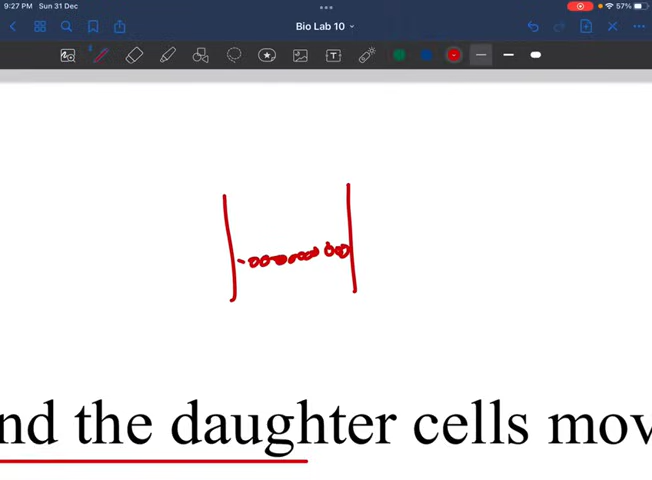 9:27 PM Sun 31 Dec
57%
Bio Lab 10
T
nd the daughter cells mov